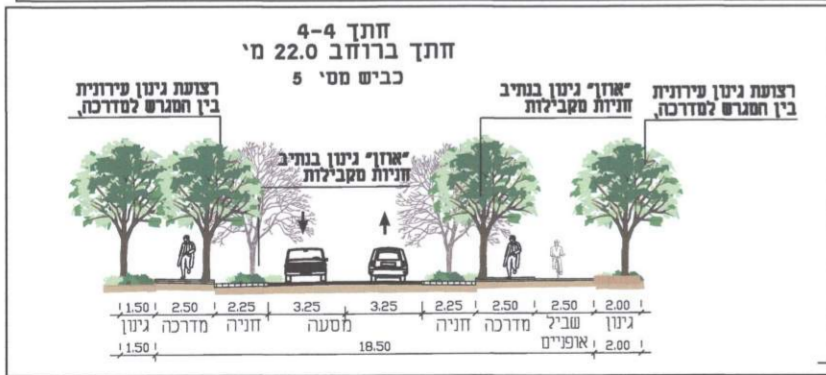 חתך 4-4
חתך ברוחב 22.0 מ'
כביש מס' 5
רצועת גינון עירונית
בין המגרש למדרכה,
"אוזן" גינון בנתיב
חניות מקבילות
רצועת גינון עירונית
בין המגרש למדרכה,
"אוזן" גינון בנתיב
חניות מקבילות
1.50 2.50 2.25 3.25 3.25 2.25 2.50 2.50 2.00
גינון שביל מדרכה חניה מסעה חניה מדרכה גינון
אופניים
1.50 18.50 2.00